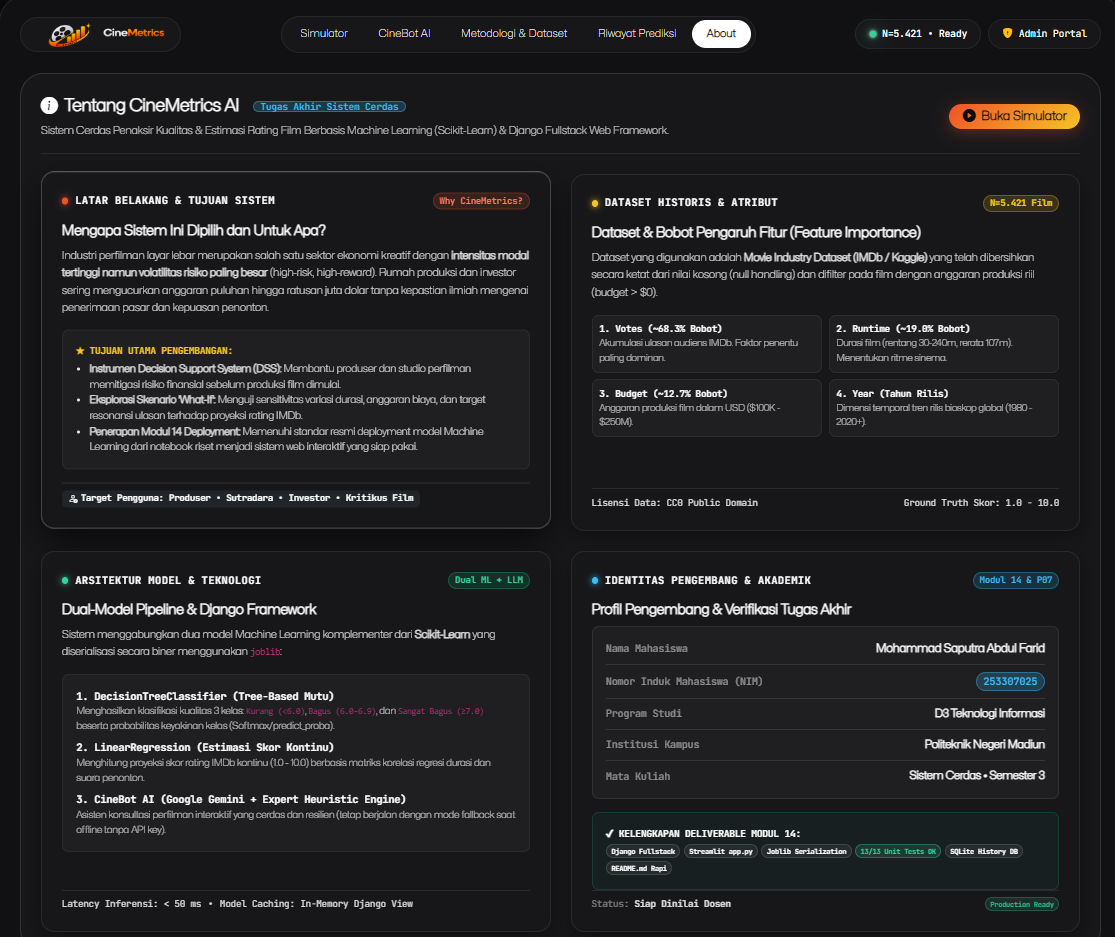 CineMetrics
Simulator
CineBot AI
Metodologi & Dataset
Riwayat Prediksi
About
N=5.421 • Ready
Admin Portal
Tentang CineMetrics AI
Tugas Akhir Sistem Cerdas
Sistem Cerdas Penaksir Kualitas & Estimasi Rating Film Berbasis Machine Learning (Scikit-Learn) & Django Fullstack Web Framework.
Buka Simulator
LATAR BELAKANG & TUJUAN SISTEM
Why CineMetrics?
Mengapa Sistem Ini Dipilih dan Untuk Apa?
Industri perfilman layar lebar merupakan salah satu sektor ekonomi kreatif dengan intensitas modal
tertinggi namun volatilitas risiko paling besar (high-risk, high-reward). Rumah produksi dan investor
sering mengucurkan anggaran puluhan hingga ratusan juta dolar tanpa kepastian ilmiah mengenai
penerimaan pasar dan kepuasan penonton.
TUJUAN UTAMA PENGEMBANGAN:
• Instrumen Decision Support System (DSS): Membantu produser dan studio perfilman
memitigasi risiko finansial sebelum produksi film dimulai.
• Eksplorasi Skenario "What-If": Menguji sensitivitas variasi durasi, anggaran biaya, dan target
resonansi ulasan terhadap proyeksi rating IMDb.
• Penerapan Modul 14 Deployment: Memenuhi standar resmi deployment model Machine
Learning dari notebook riset menjadi sistem web interaktif yang siap pakai.
Target Pengguna: Produser • Sutradara • Investor • Kritikus Film
DATASET HISTORIS & ATRIBUT
N=5.421 Film
Dataset & Bobot Pengaruh Fitur (Feature Importance)
Dataset yang digunakan adalah Movie Industry Dataset (IMDb / Kaggle) yang telah dibersihkan
secara ketat dari nilai kosong (null handling) dan difilter pada film dengan anggaran produksi riil
(budget > $0).
1. Votes (~68.3% Bobot)
Akumulasi ulasan audiens IMDb. Faktor penentu
paling dominan.
2. Runtime (~19.0% Bobot)
Durasi film (rentang 30-240m, rerata 107m).
Menentukan ritme sinema.
3. Budget (~12.7% Bobot)
Anggaran produksi film dalam USD ($100K -
$250M).
4. Year (Tahun Rilis)
Dimensi temporal tren rilis bioskop global (1980 -
2020+).
Lisensi Data: CC0 Public Domain
Ground Truth Skor: 1.0 - 10.0
ARSITEKTUR MODEL & TEKNOLOGI
Dual ML + LLM
Dual-Model Pipeline & Django Framework
Sistem menggabungkan dua model Machine Learning komplementer dari Scikit-Learn yang
diserialisasi secara biner menggunakan joblib:
1. DecisionTreeClassifier (Tree-Based Mutu)
Menghasilkan klasifikasi kualitas 3 kelas: Kurang (<6.0), Bagus (6.0-6.9), dan Sangat Bagus (≥7.0)
beserta probabilitas keyakinan kelas (Softmax/predict_proba).
2. LinearRegression (Estimasi Skor Kontinu)
Menghitung proyeksi skor rating IMDb kontinu (1.0 - 10.0) berbasis matriks korelasi regresi durasi dan
suara penonton.
3. CineBot AI (Google Gemini + Expert Heuristic Engine)
Asisten konsultasi perfilman interaktif yang cerdas dan resilien (tetap berjalan dengan mode fallback saat
offline tanpa API key).
Latency Inferensi: < 50 ms • Model Caching: In-Memory Django View
IDENTITAS PENGEMBANG & AKADEMIK
Modul 14 & P07
Profil Pengembang & Verifikasi Tugas Akhir
Nama Mahasiswa
Mohammad Saputra Abdul Farid
Nomor Induk Mahasiswa (NIM)
253307025
Program Studi
D3 Teknologi Informasi
Institusi Kampus
Politeknik Negeri Madiun
Mata Kuliah
Sistem Cerdas • Semester 3
✔ KELENGKAPAN DELIVERABLE MODUL 14:
Django Fullstack
Streamlit app.py
Joblib Serialization
13/13 Unit Tests OK
SQLite History DB
README.md Rapi
Status: Siap Dinilai Dosen
Production Ready